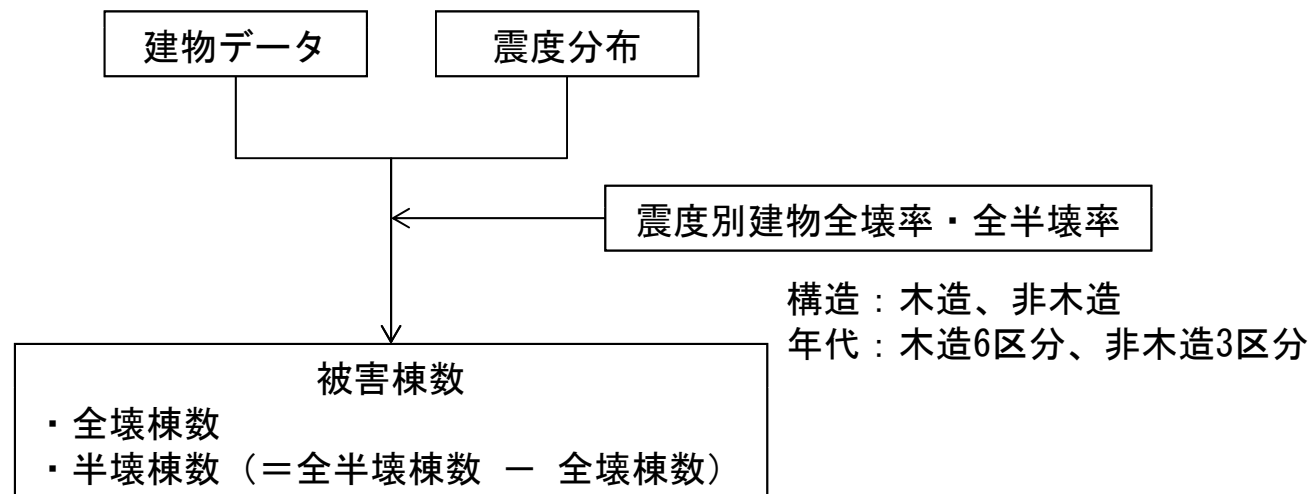 建物データ
震度分布
震度別建物全壊率・全半壊率
構造：木造、非木造
年代：木造6区分、非木造3区分
被害棟数
・全壊棟数
・半壊棟数（＝全半壊棟数 － 全壊棟数）